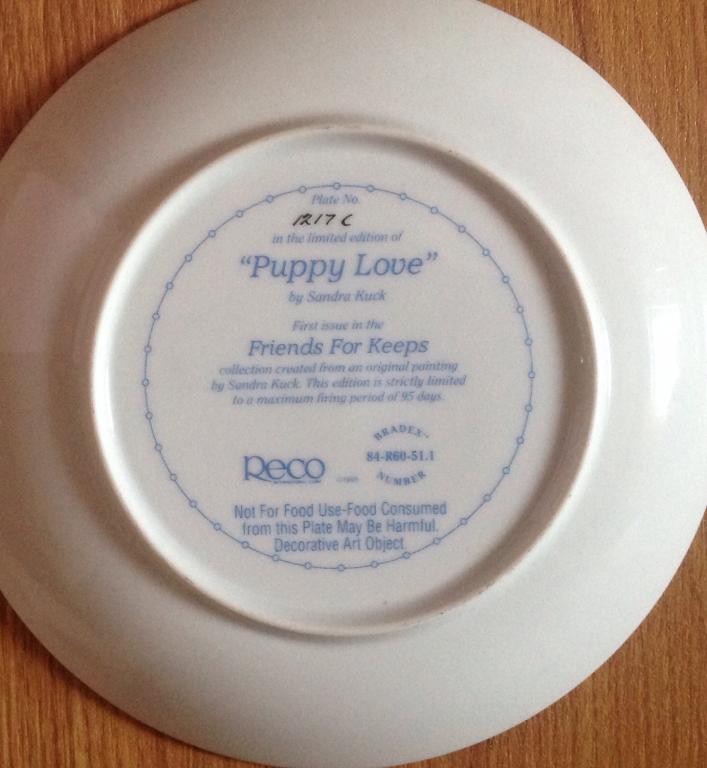 Plate No.
1217 C
in the limited edition of
“Puppy Love”
by Sandra Kuck
First issue in the
Friends For Keeps
collection created from an original painting
by Sandra Kuck. This edition is strictly limited
to a maximum firing period of 95 days.
BRADEX™
84-R60-51.1
NUMBER
Reco
Not For Food Use-Food Consumed
from this Plate May Be Harmful.
Decorative Art Object